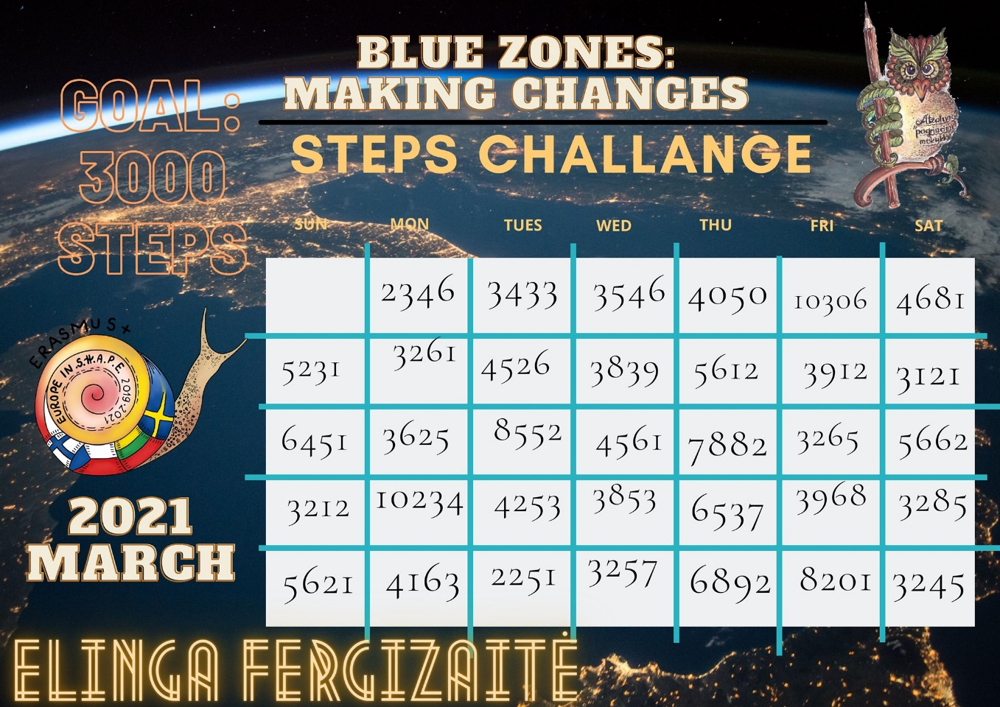 BLUE ZONES:
MAKING CHANGES
STEPS CHALLANGE
GOAL:
3000
STEPS
Atžalyno
pagrindinė
mokykla
SUN MON TUES WED THU FRI SAT
2346 3433 3546 4050 10306 4681
5231 3261 4526 3839 5612 3912 3121
6451 3625 8552 4561 7882 3265 5662
3212 10234 4253 3853 6537 3968 3285
5621 4163 2251 3257 6892 8201 3245
ERASMUS+
EUROPE IN S.H.A.P.E 2019-2021
2021
MARCH
ELINGA FERGIZAITĖ